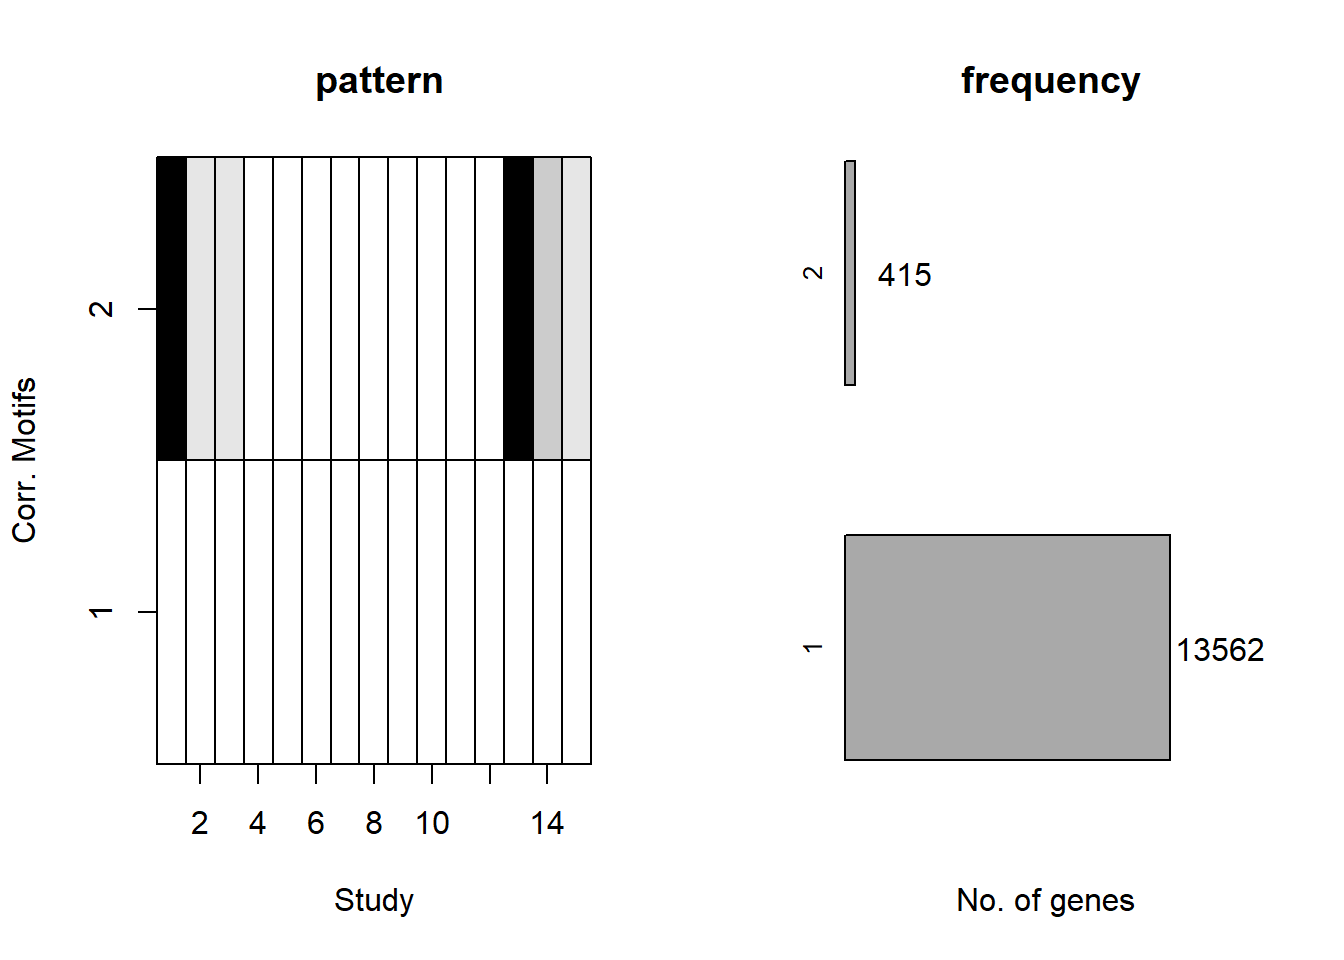 pattern
Corr. Motifs
2
1
2 4 6 8 10 14
Study
frequency
2
415
1
13562
No. of genes